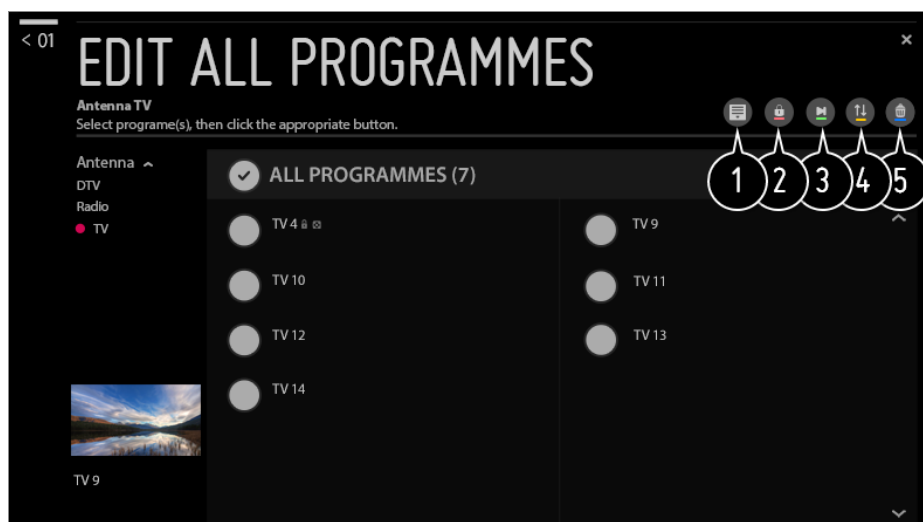 < 01
EDIT ALL PROGRAMMES
Antenna TV
Select programe(s), then click the appropriate button.
1 2 3 4 5
Antenna
DTV
Radio
TV
ALL PROGRAMMES (7)
TV 4
TV 9
TV 10
TV 11
TV 12
TV 13
TV 14
TV 9